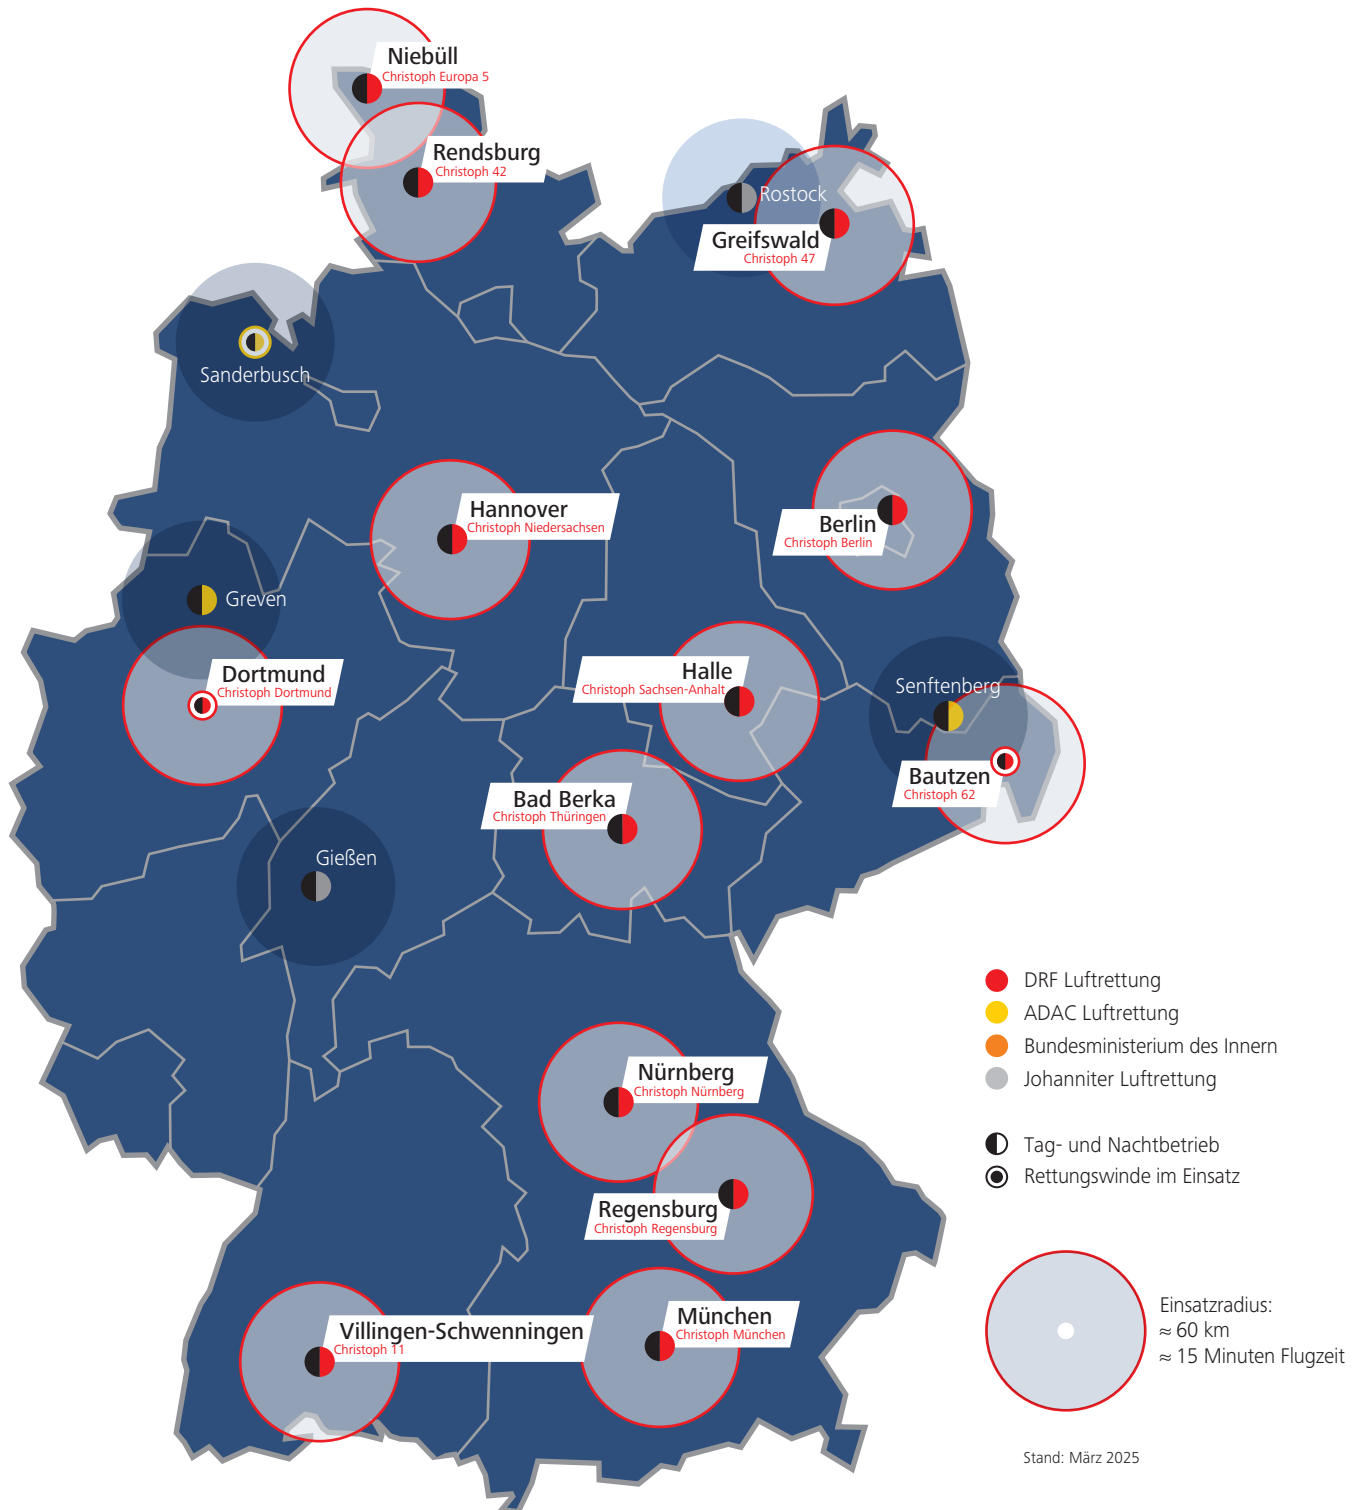 Niebüll
Christoph Europa 5
Rendsburg
Christoph 42
Rostock
Greifswald
Christoph 47
Sanderbusch
Hannover
Christoph Niedersachsen
Berlin
Christoph Berlin
Greven
Dortmund
Christoph Dortmund
Halle
Christoph Sachsen-Anhalt
Senftenberg
Bautzen
Christoph 62
Bad Berka
Christoph Thüringen
Gießen
DRF Luftrettung
ADAC Luftrettung
Bundesministerium des Innern
Johanniter Luftrettung
Nürnberg
Christoph Nürnberg
Tag- und Nachtbetrieb
Rettungswinde im Einsatz
Regensburg
Christoph Regensburg
München
Christoph München
Villingen-Schwenningen
Christoph 11
Einsatzradius:
≈ 60 km
≈ 15 Minuten Flugzeit
Stand: März 2025